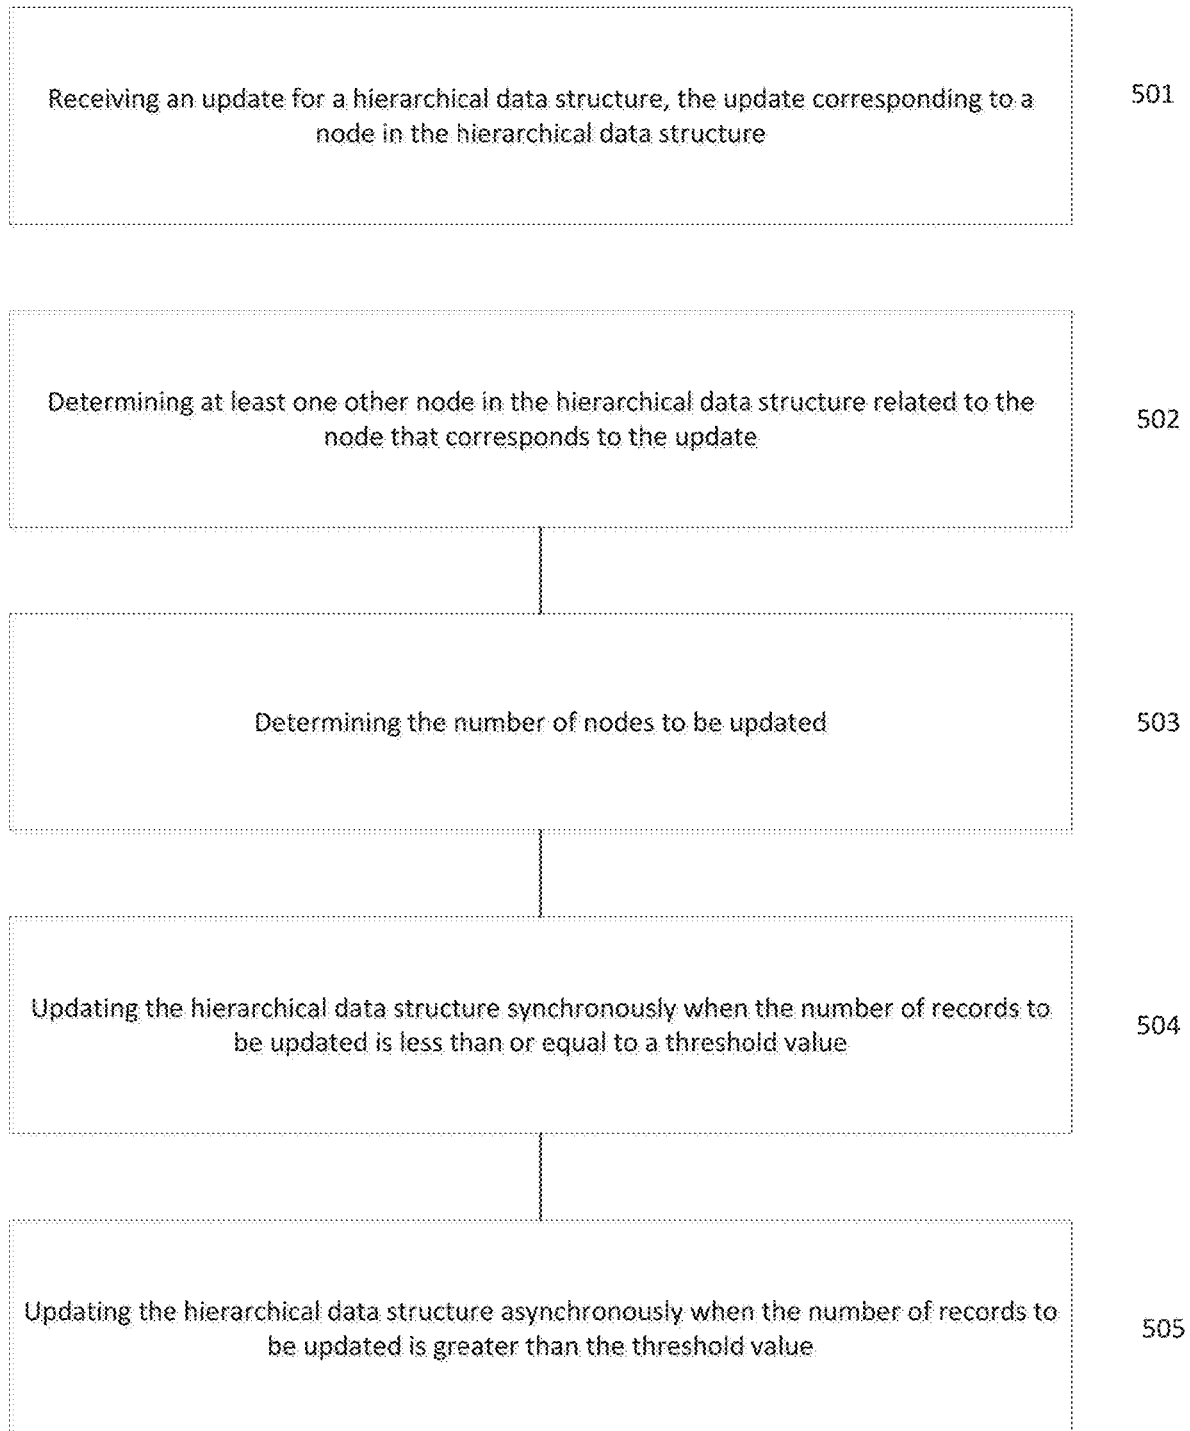 Receiving an update for a hierarchical data structure, the update corresponding to a
node in the hierarchical data structure
501
Determining at least one other node in the hierarchical data structure related to the
node that corresponds to the update
502
Determining the number of nodes to be updated
503
Updating the hierarchical data structure synchronously when the number of records to
be updated is less than or equal to a threshold value
504
Updating the hierarchical data structure asynchronously when the number of records to
be updated is greater than the threshold value
505